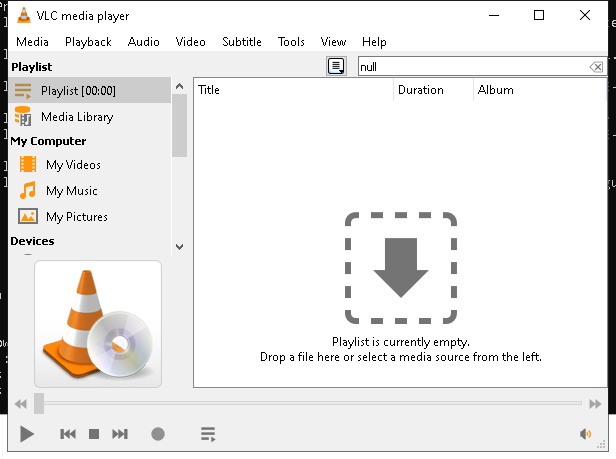 VLC media player
Media Playback Audio Video Subtitle Tools View Help
Playlist
null
Playlist [00:00]
Title Duration Album
Media Library
My Computer
My Videos
My Music
My Pictures
Devices
Playlist is currently empty.
Drop a file here or select a media source from the left.